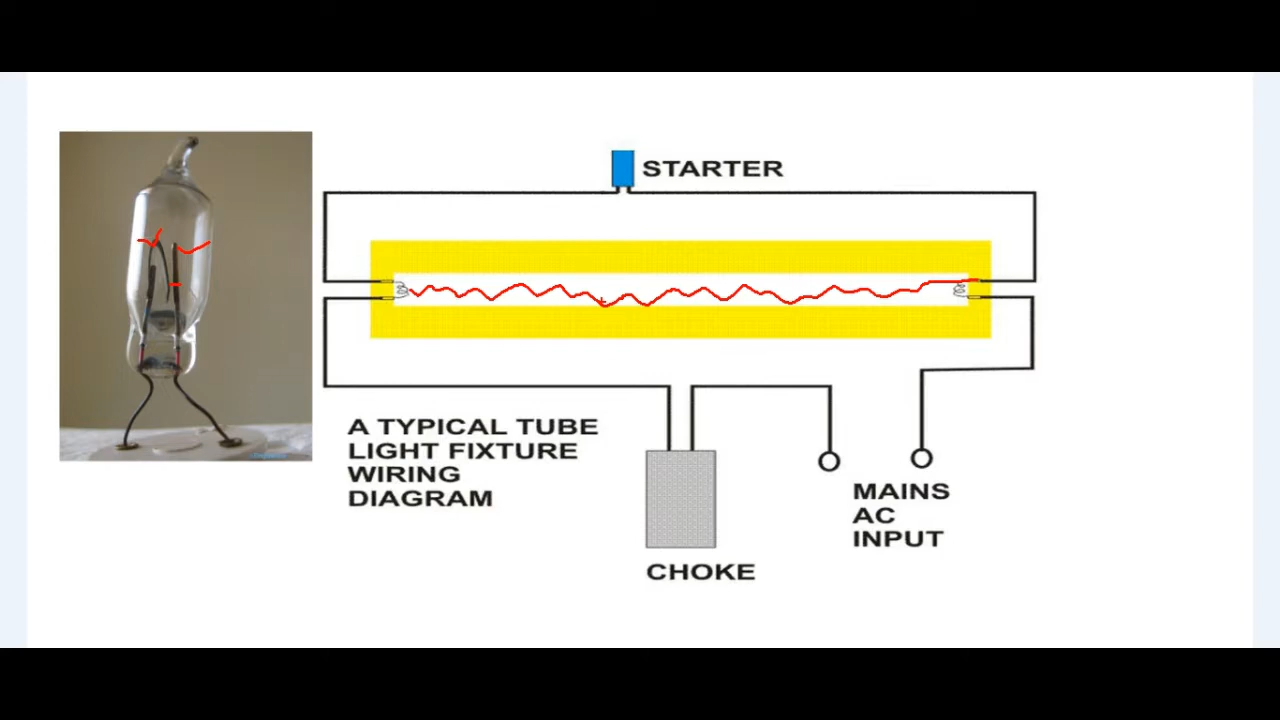 STARTER
A TYPICAL TUBE
LIGHT FIXTURE
WIRING
DIAGRAM
MAINS
AC
INPUT
CHOKE